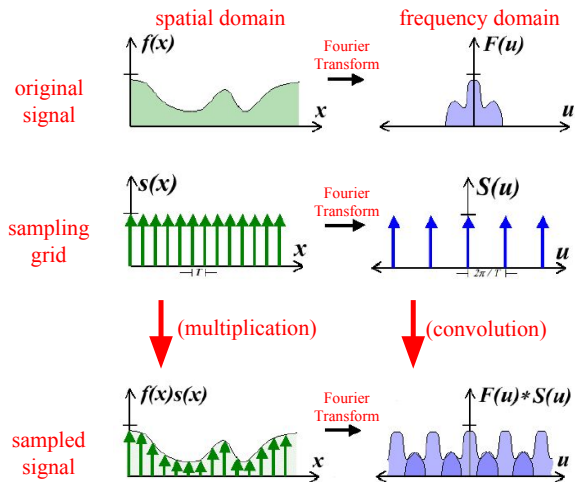 spatial domain
frequency domain
f(x)
Fourier
Transform
F(u)
original
signal
x
u
s(x)
Fourier
Transform
S(u)
sampling
grid
x
u
T
2π/T
(multiplication)
(convolution)
f(x)s(x)
Fourier
Transform
F(u)*S(u)
sampled
signal
x
u